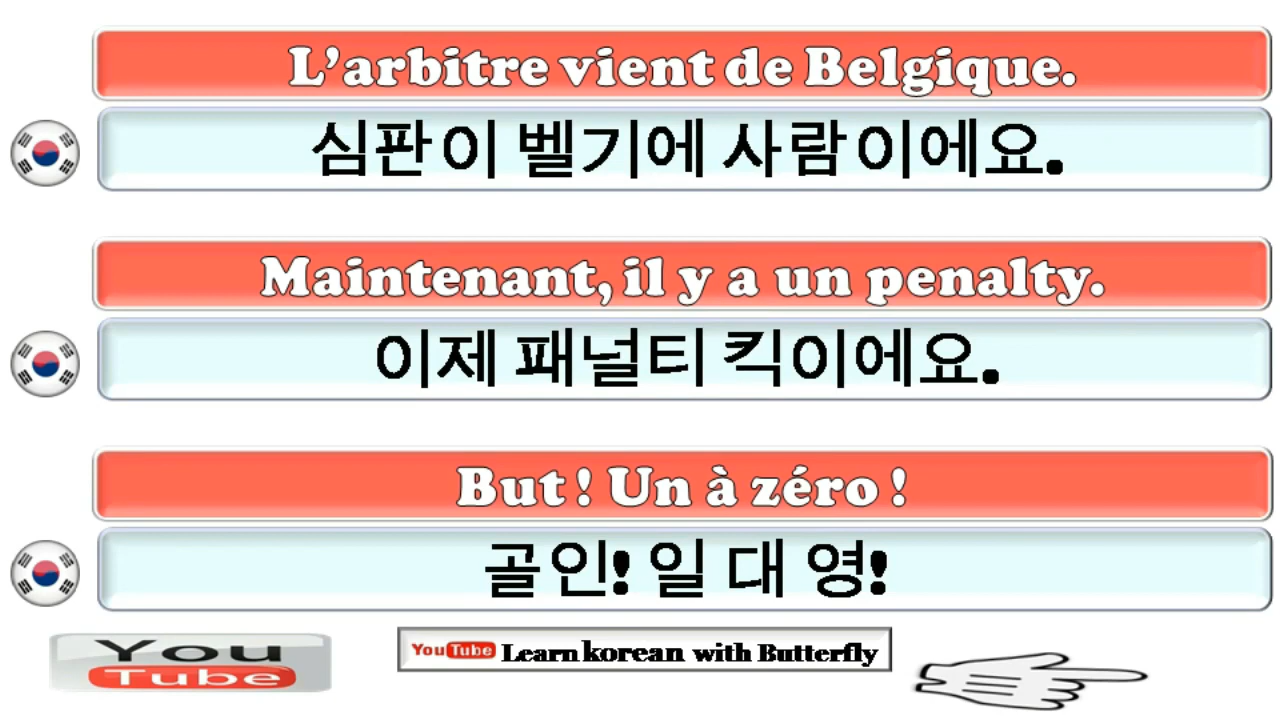 L’arbitre vient de Belgique.
심판이 벨기에 사람이에요.
Maintenant, il y a un penalty.
이제 패널티 킥이에요.
But ! Un à zéro !
골인! 일 대 영!
You Tube
YouTube Learn korean with Butterfly